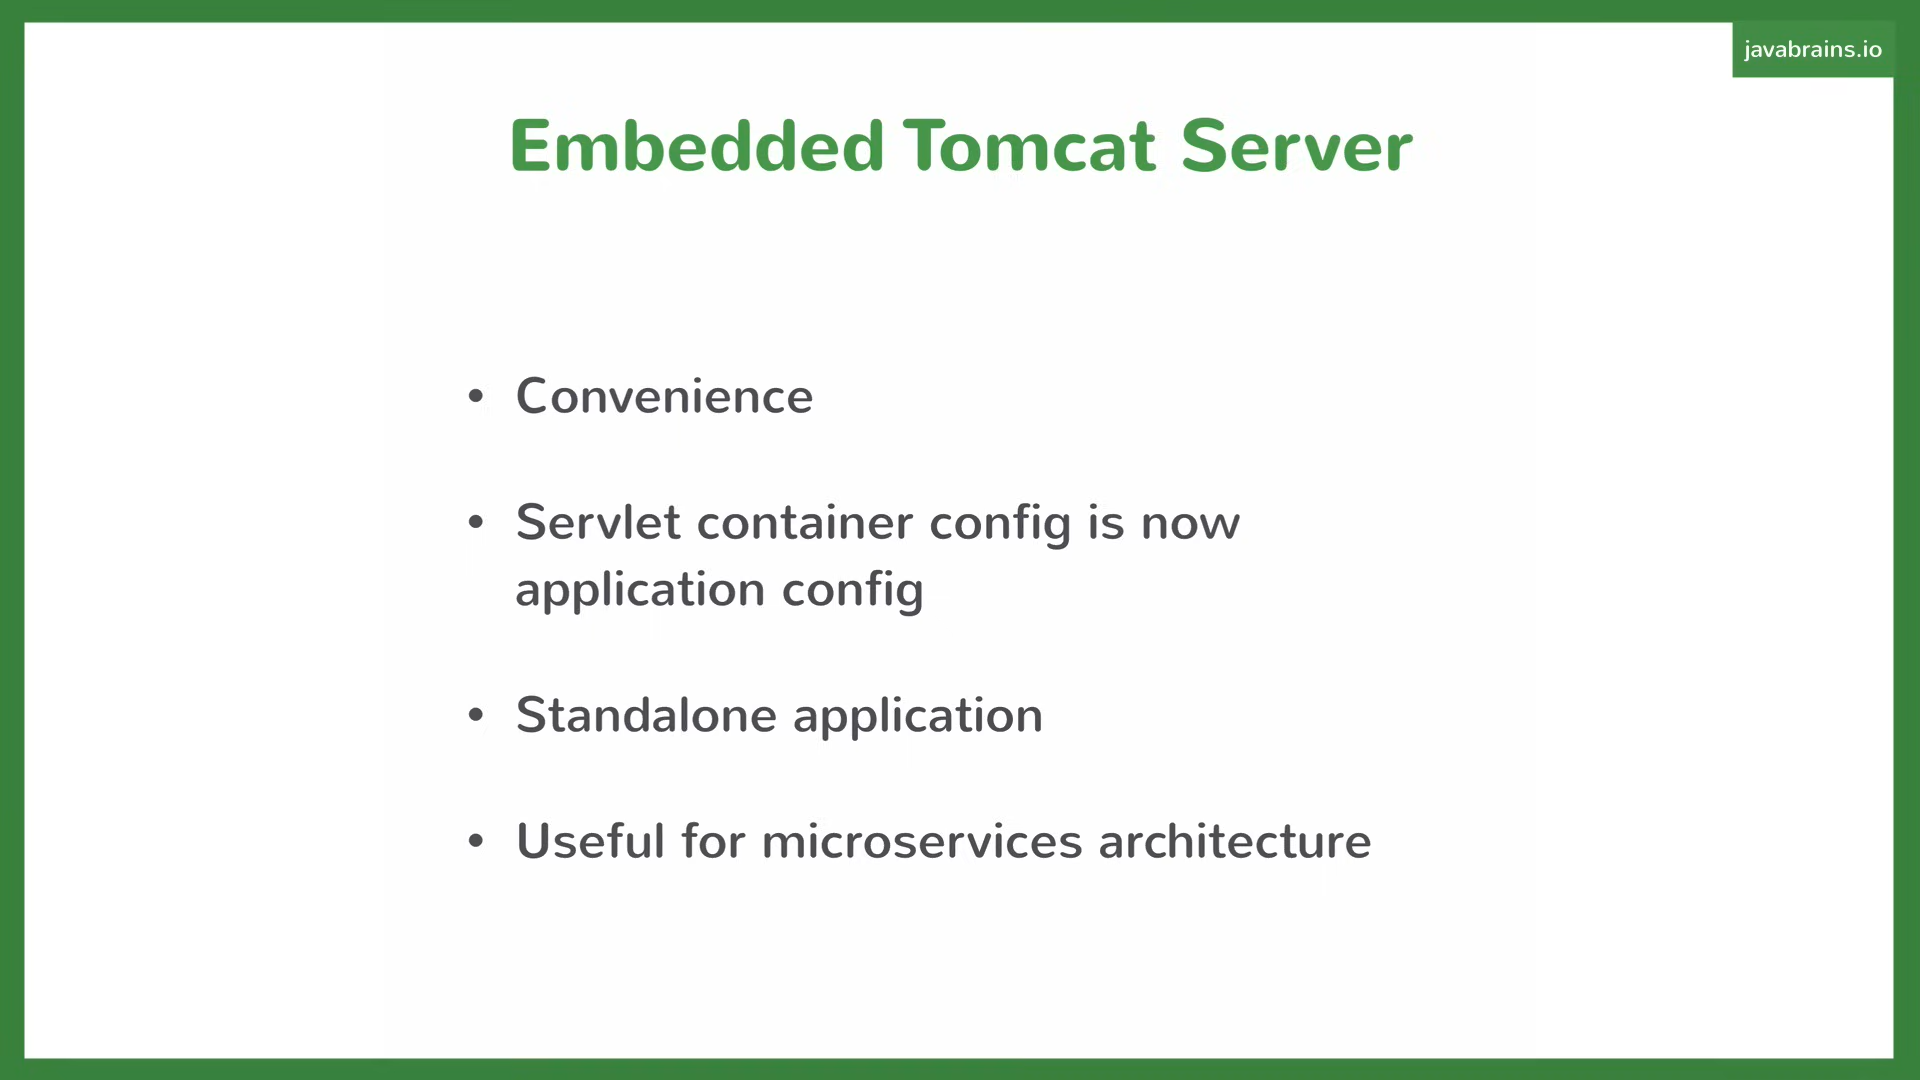 javabrains.io
Embedded Tomcat Server
• Convenience
• Servlet container config is now
application config
• Standalone application
• Useful for microservices architecture